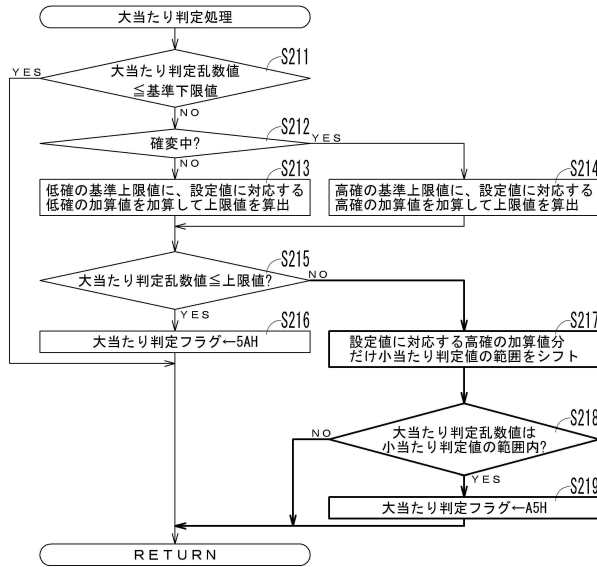 大当たり判定処理
S211
YES
大当たり判定乱数値
≦基準下限値
NO
S212
確変中?
YES
NO
S213
低確の基準上限値に、設定値に対応する
低確の加算値を加算して上限値を算出
S214
高確の基準上限値に、設定値に対応する
高確の加算値を加算して上限値を算出
S215
大当たり判定乱数値≦上限値?
NO
YES
S216
大当たり判定フラグ←5AH
S217
設定値に対応する高確の加算値分
だけ小当たり判定値の範囲をシフト
S218
NO
大当たり判定乱数値は
小当たり判定値の範囲内?
YES
S219
大当たり判定フラグ←A5H
RETURN